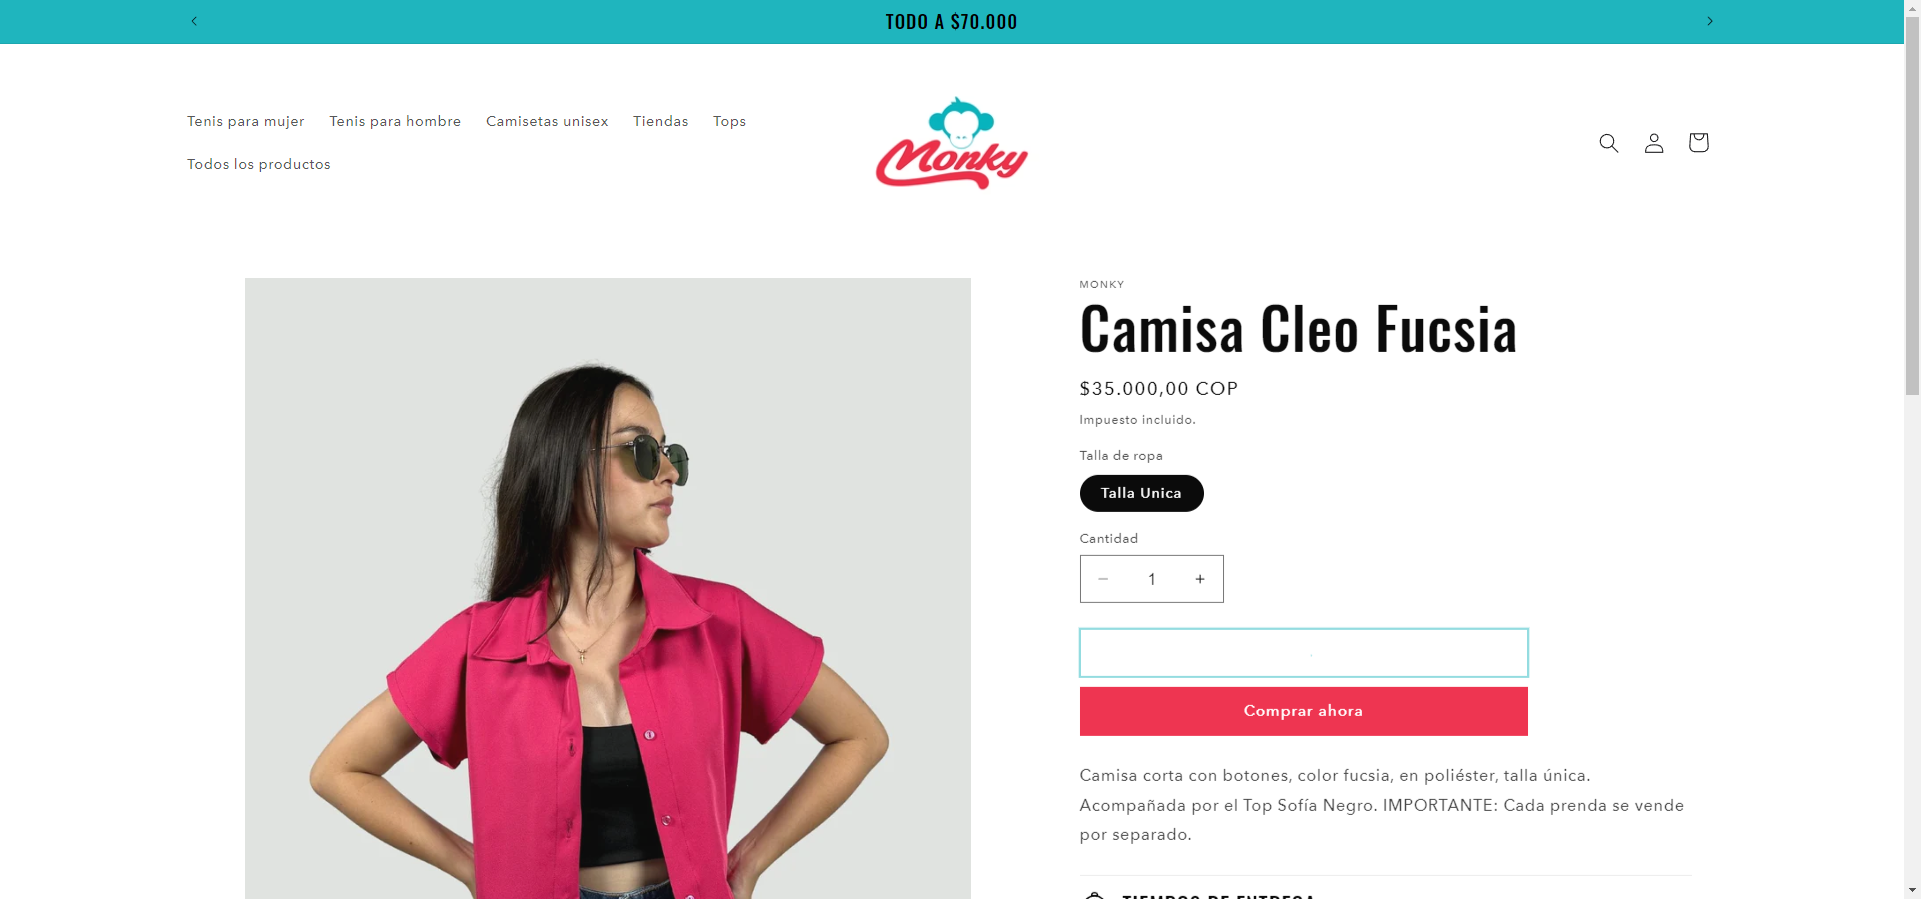 TODO A $70.000
Tenis para mujer
Tenis para hombre
Camisetas unisex
Tiendas
Tops
Todos los productos
Monky
MONKY
Camisa Cleo Fucsia
$35.000,00 COP
Impuesto incluido.
Talla de ropa
Talla Unica
Cantidad
1
Comprar ahora
Camisa corta con botones, color fucsia, en poliéster, talla única.
Acompañada por el Top Sofía Negro. IMPORTANTE: Cada prenda se vende
por separado.
TIEMPOS DE ENTREGA